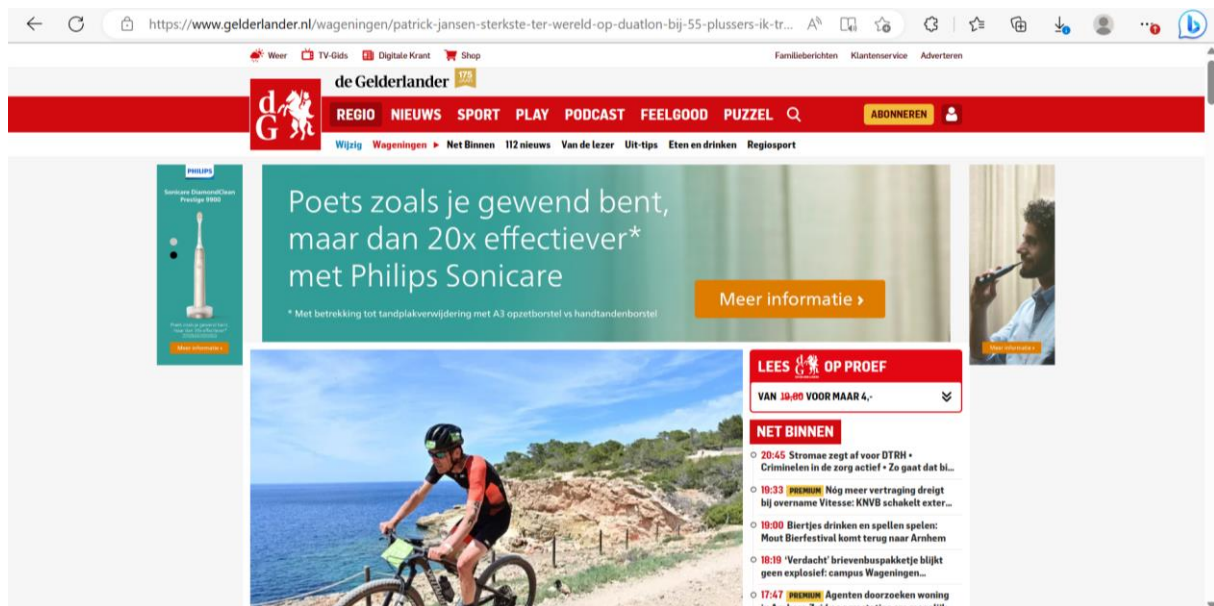 https://www.gelderlander.nl/wageningen/patrick-jansen-sterkste-ter-wereld-op-duatlon-bij-55-plussers-ik-tr...
Weer TV-Gids Digitale Krant Shop
Familieberichten Klantenservice Adverteren
de Gelderlander 175
dG
REGIO NIEUWS SPORT PLAY PODCAST FEELGOOD PUZZEL
ABONNEREN
Wijzig Wageningen Net Binnen 112 nieuws Van de lezer Uit-tips Eten en drinken Regiosport
PHILIPS
Sonicare DiamondClean
Prestige 9900
Meer informatie ›
Poets zoals je gewend bent,
maar dan 20x effectiever*
met Philips Sonicare
* Met betrekking tot tandplakverwijdering met A3 opzetborstel vs handtandenborstel
Meer informatie ›
Meer informatie ›
LEES dG OP PROEF
VAN 19,00 VOOR MAAR 4,-
NET BINNEN
20:45 Stromae zegt af voor DTRH •
Criminelen in de zorg actief • Zo gaat dat bi...
19:33 PREMIUM Nóg meer vertraging dreigt
bij overname Vitesse: KNVB schakelt exter...
19:00 Biertjes drinken en spellen spelen:
Mout Bierfestival komt terug naar Arnhem
18:19 ‘Verdacht’ brievenbuspakketje blijkt
geen explosief: campus Wageningen...
17:47 PREMIUM Agenten doorzoeken woning